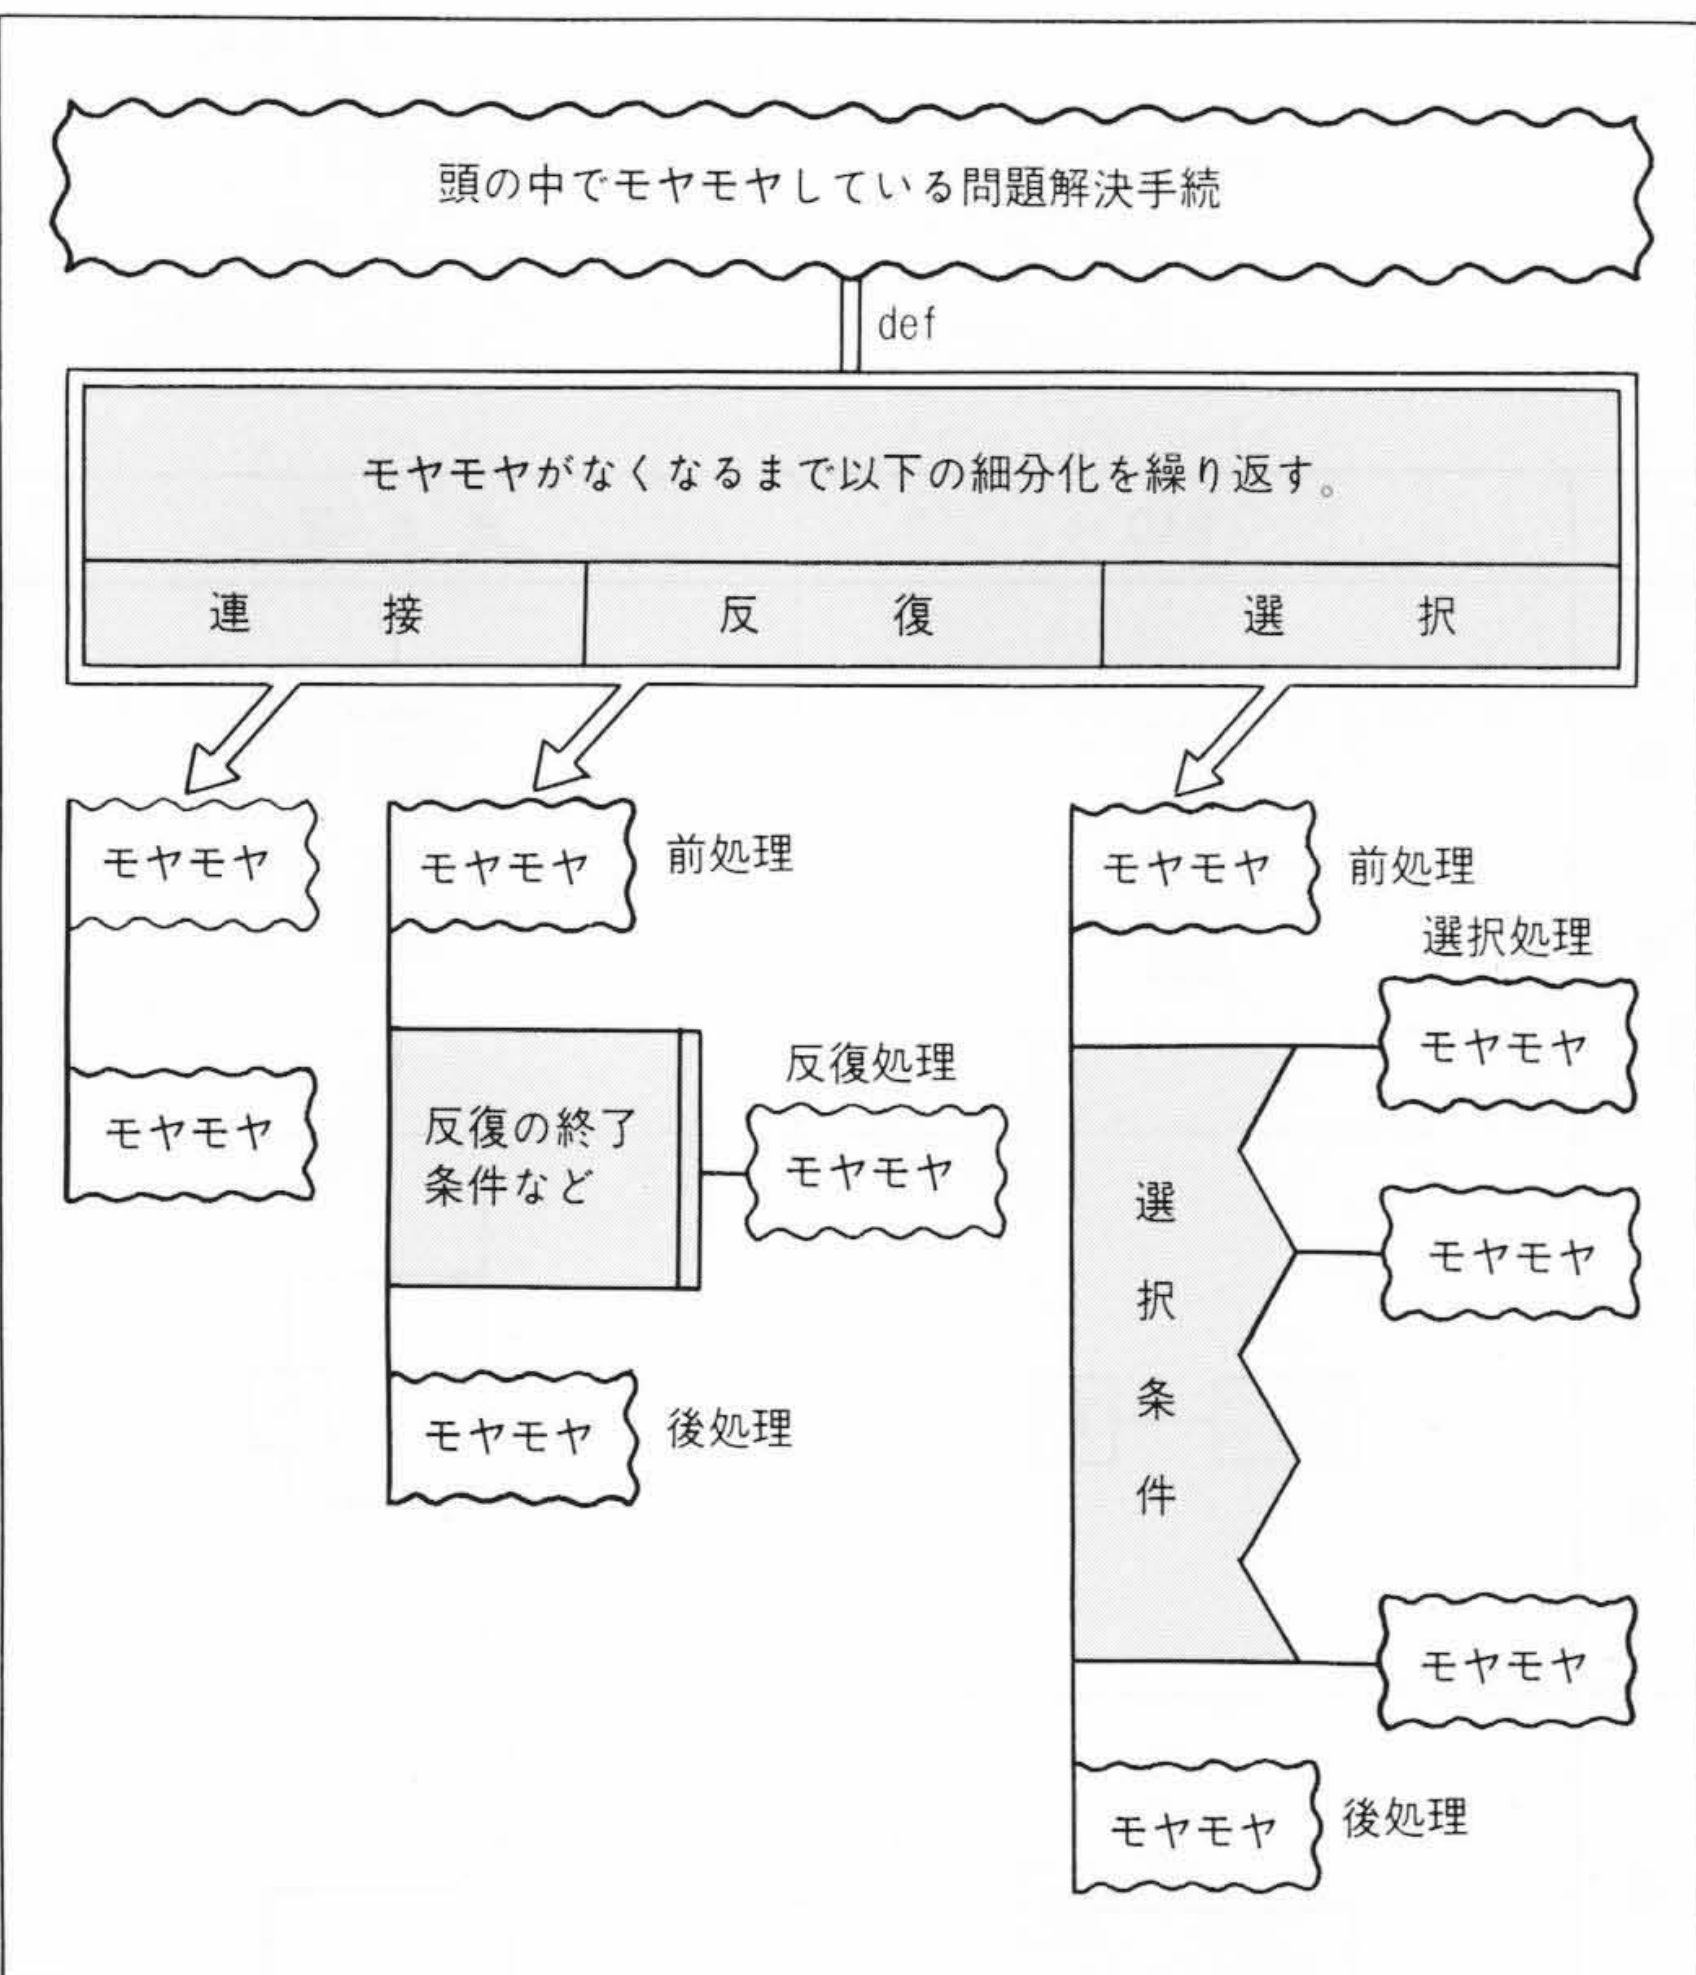 頭の中でモヤモヤしている問題解決手続
def
モヤモヤがなくなるまで以下の細分化を繰り返す。
連接
反復
選択
モヤモヤ
モヤモヤ
モヤモヤ
前処理
反復の終了
条件など
反復処理
モヤモヤ
モヤモヤ
後処理
モヤモヤ
前処理
選択処理
モヤモヤ
選択条件
モヤモヤ
モヤモヤ
モヤモヤ
後処理